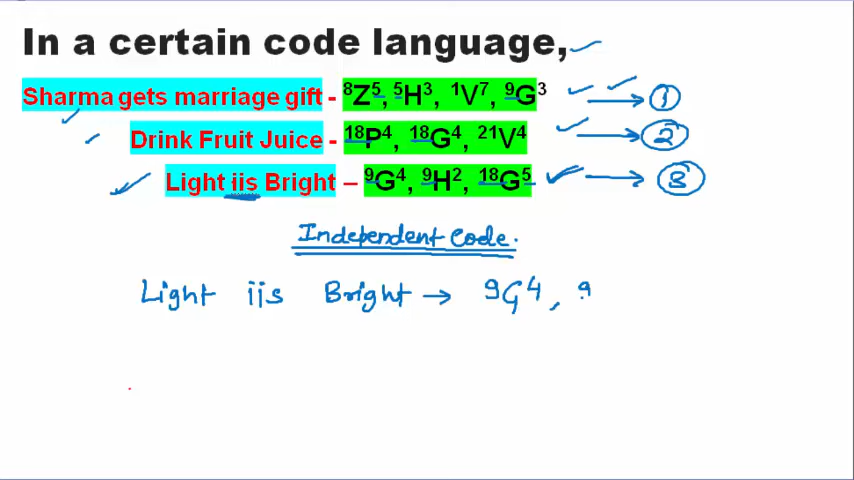 In a certain code language,
Sharma gets marriage gift - ⁸Z⁵, ⁵H³, ¹V⁷, ⁹G³ 1
Drink Fruit Juice - ¹⁸P⁴, ¹⁸G⁴, ²¹V⁴ 2
Light iis Bright – ⁹G⁴, ⁹H², ¹⁸G⁵ 3
Independent Code.
Light iis Bright → ⁹G⁴, ⁹